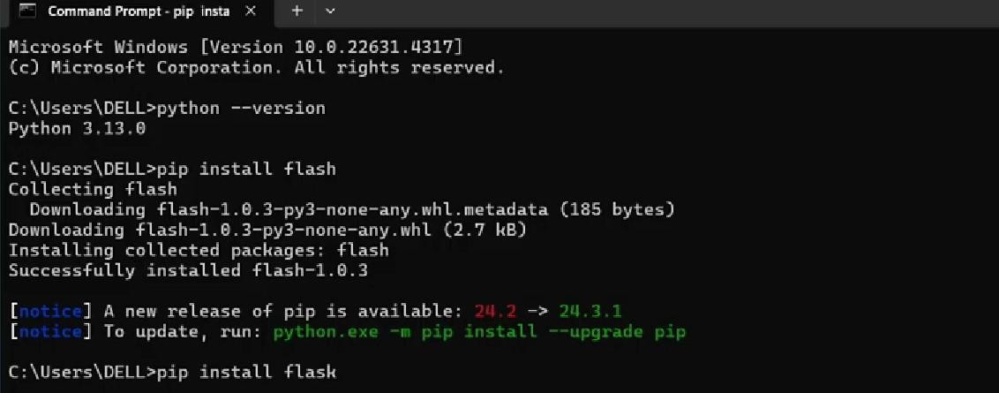 Command Prompt - pip insta
Microsoft Windows [Version 10.0.22631.4317]
(c) Microsoft Corporation. All rights reserved.
C:\Users\DELL>python --version
Python 3.13.0
C:\Users\DELL>pip install flash
Collecting flash
  Downloading flash-1.0.3-py3-none-any.whl.metadata (185 bytes)
Downloading flash-1.0.3-py3-none-any.whl (2.7 kB)
Installing collected packages: flash
Successfully installed flash-1.0.3
[notice] A new release of pip is available: 24.2 -> 24.3.1
[notice] To update, run: python.exe -m pip install --upgrade pip
C:\Users\DELL>pip install flask